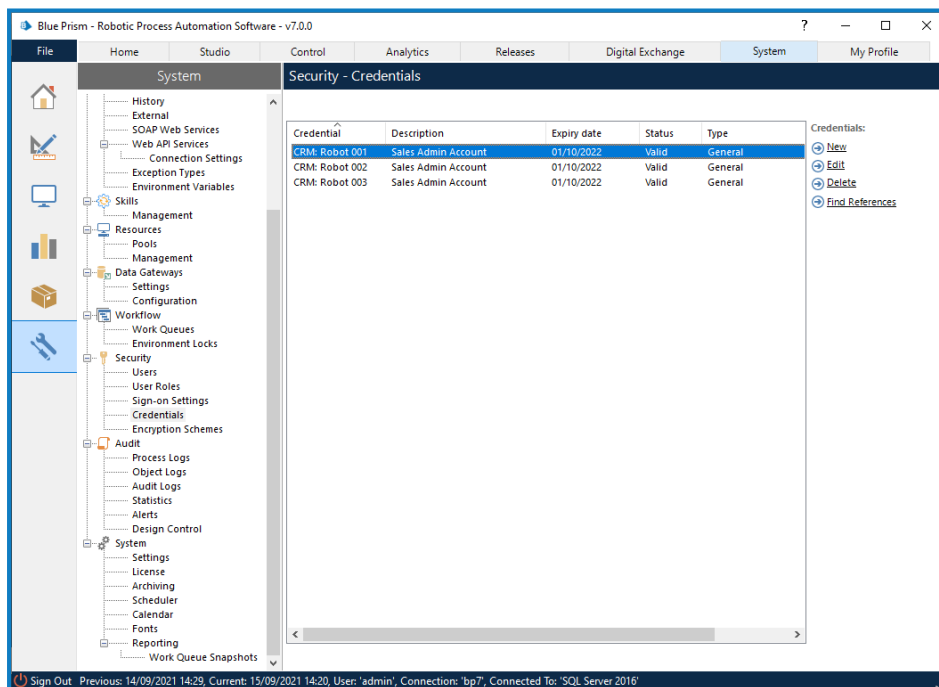 Blue Prism - Robotic Process Automation Software - v7.0.0
File Home Studio Control Analytics Releases Digital Exchange System My Profile
System
History
External
SOAP Web Services
Web API Services
Connection Settings
Exception Types
Environment Variables
Skills
Management
Resources
Pools
Management
Data Gateways
Settings
Configuration
Workflow
Work Queues
Environment Locks
Security
Users
User Roles
Sign-on Settings
Credentials
Encryption Schemes
Audit
Process Logs
Object Logs
Audit Logs
Statistics
Alerts
Design Control
System
Settings
License
Archiving
Scheduler
Calendar
Fonts
Reporting
Work Queue Snapshots
Security - Credentials
Credential Description Expiry date Status Type
CRM: Robot 001 Sales Admin Account 01/10/2022 Valid General
CRM: Robot 002 Sales Admin Account 01/10/2022 Valid General
CRM: Robot 003 Sales Admin Account 01/10/2022 Valid General
Credentials:
New
Edit
Delete
Find References
Sign Out Previous: 14/09/2021 14:29, Current: 15/09/2021 14:20, User: 'admin', Connection: 'bp7', Connected To: 'SQL Server 2016'